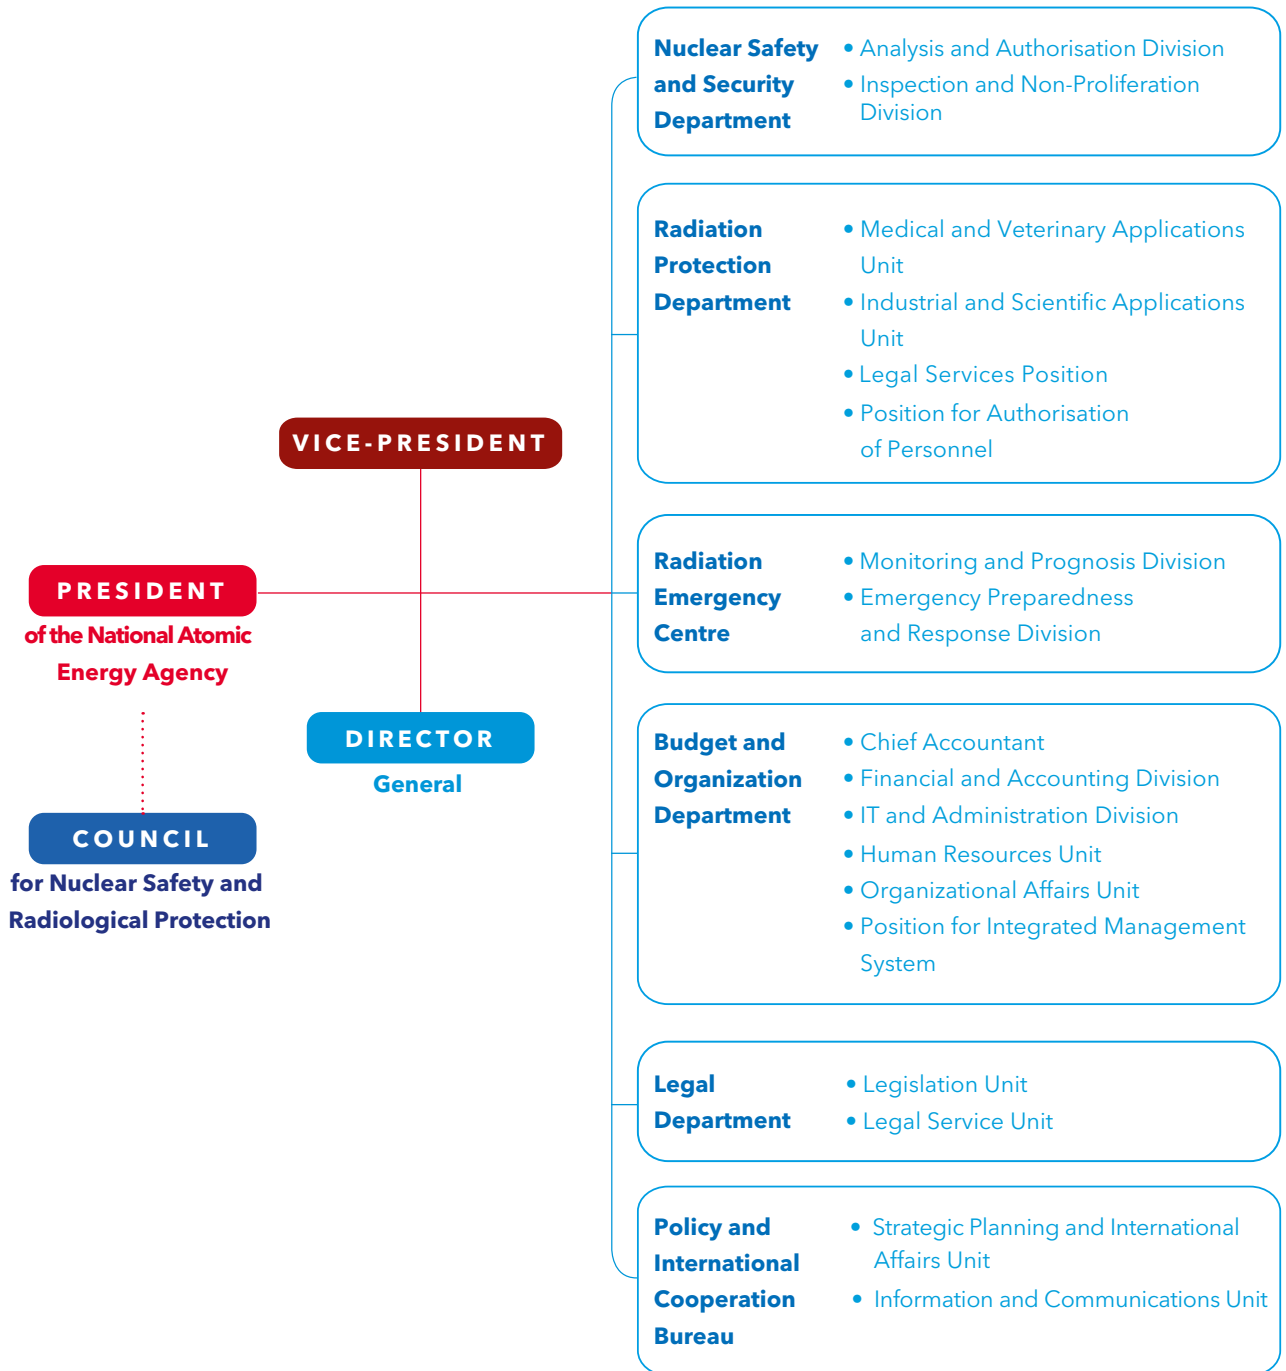 VICE-PRESIDENT
PRESIDENT
of the National Atomic
Energy Agency
DIRECTOR
General
COUNCIL
for Nuclear Safety and
Radiological Protection
Nuclear Safety
and Security
Department
• Analysis and Authorisation Division
• Inspection and Non-Proliferation
Division
Radiation
Protection
Department
• Medical and Veterinary Applications
Unit
• Industrial and Scientific Applications
Unit
• Legal Services Position
• Position for Authorisation
of Personnel
Radiation
Emergency
Centre
• Monitoring and Prognosis Division
• Emergency Preparedness
and Response Division
Budget and
Organization
Department
• Chief Accountant
• Financial and Accounting Division
• IT and Administration Division
• Human Resources Unit
• Organizational Affairs Unit
• Position for Integrated Management
System
Legal
Department
• Legislation Unit
• Legal Service Unit
Policy and
International
Cooperation
Bureau
• Strategic Planning and International
Affairs Unit
• Information and Communications Unit